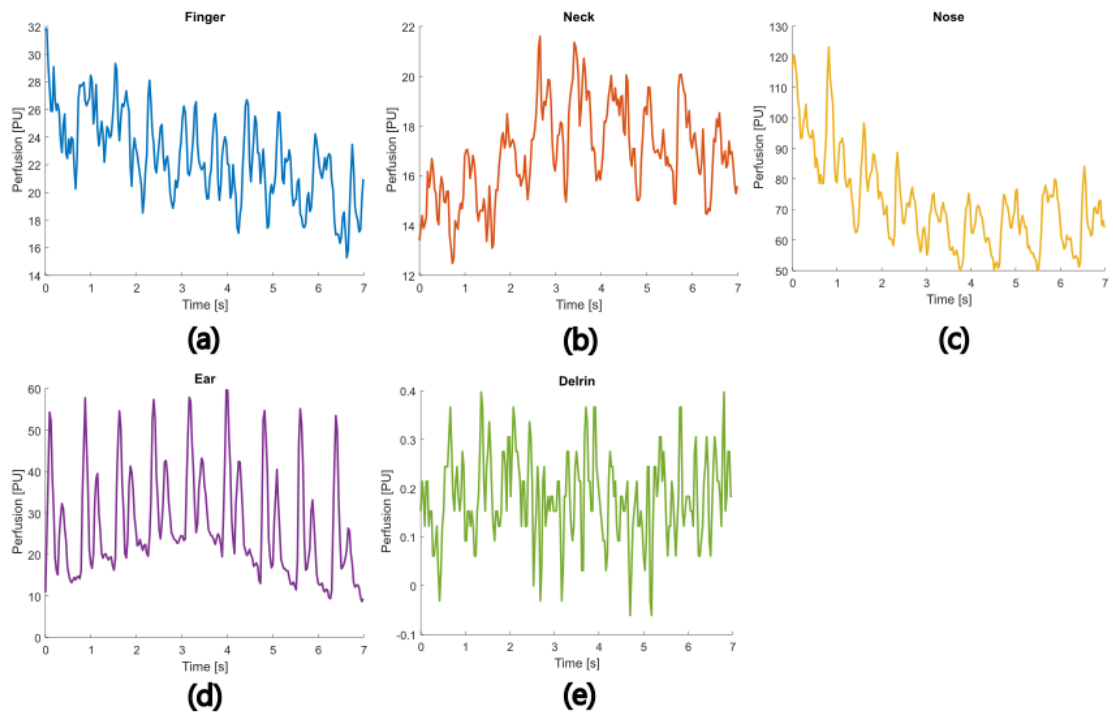 Finger
Perfusion [PU]
32
30
28
26
24
22
20
18
16
14
0 1 2 3 4 5 6 7
Time [s]
(a)
Neck
Perfusion [PU]
22
20
18
16
14
12
0 1 2 3 4 5 6 7
Time [s]
(b)
Nose
Perfusion [PU]
130
120
110
100
90
80
70
60
50
0 1 2 3 4 5 6 7
Time [s]
(c)
Ear
Perfusion [PU]
60
50
40
30
20
10
0
0 1 2 3 4 5 6 7
Time [s]
(d)
Delrin
Perfusion [PU]
0.4
0.3
0.2
0.1
0
-0.1
0 1 2 3 4 5 6 7
Time [s]
(e)